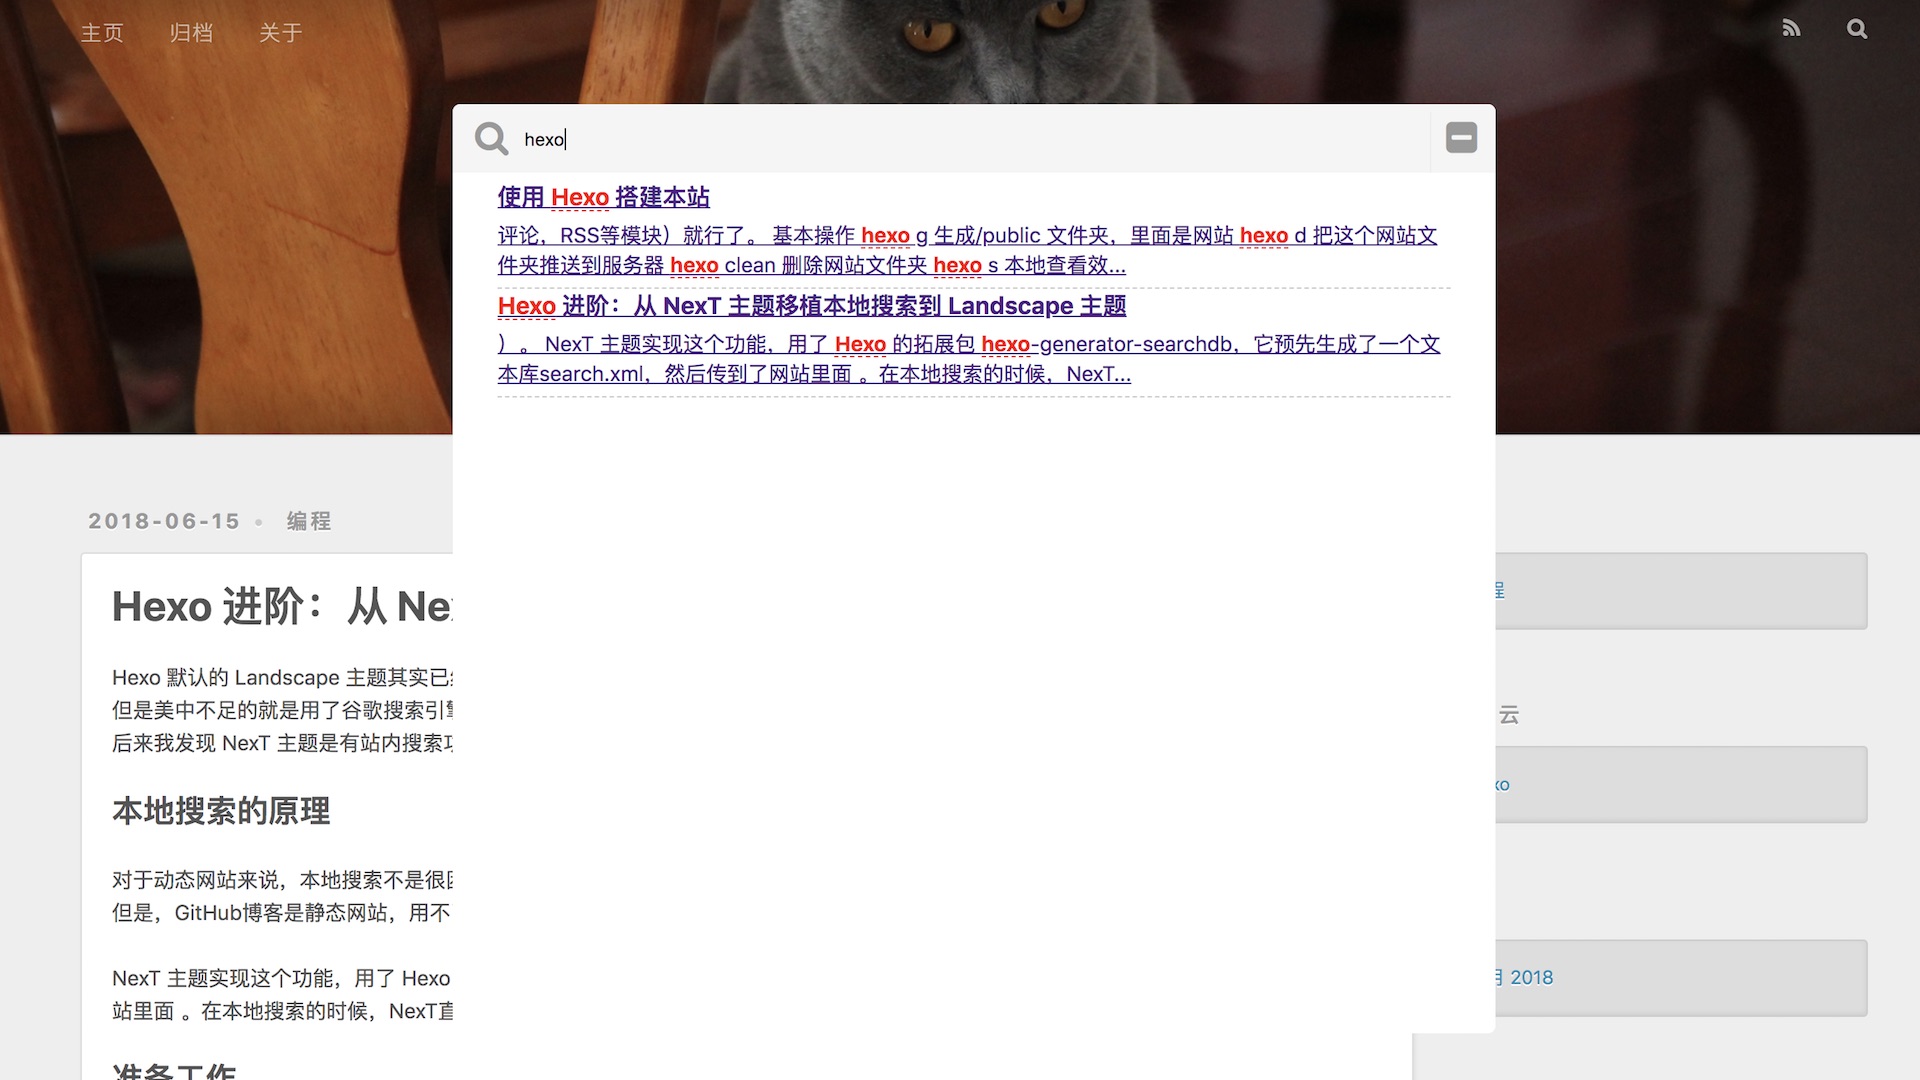 主页 归档 关于
hexo
使用 Hexo 搭建本站
评论，RSS等模块）就行了。 基本操作 hexo g 生成/public 文件夹，里面是网站 hexo d 把这个网站文
件夹推送到服务器 hexo clean 删除网站文件夹 hexo s 本地查看效...
Hexo 进阶：从 NexT 主题移植本地搜索到 Landscape 主题
）。 NexT 主题实现这个功能，用了 Hexo 的拓展包 hexo-generator-searchdb，它预先生成了一个文
本库search.xml，然后传到了网站里面 。在本地搜索的时候，NexT...
2018-06-15 • 编程
Hexo 进阶：从 Ne
Hexo 默认的 Landscape 主题其实已
但是美中不足的就是用了谷歌搜索引
后来我发现 NexT 主题是有站内搜索
本地搜索的原理
对于动态网站来说，本地搜索不是很
但是，GitHub博客是静态网站，用不
NexT 主题实现这个功能，用了 Hexo
站里面 。在本地搜索的时候，NexT直
准备工作
程
云
xo
月 2018